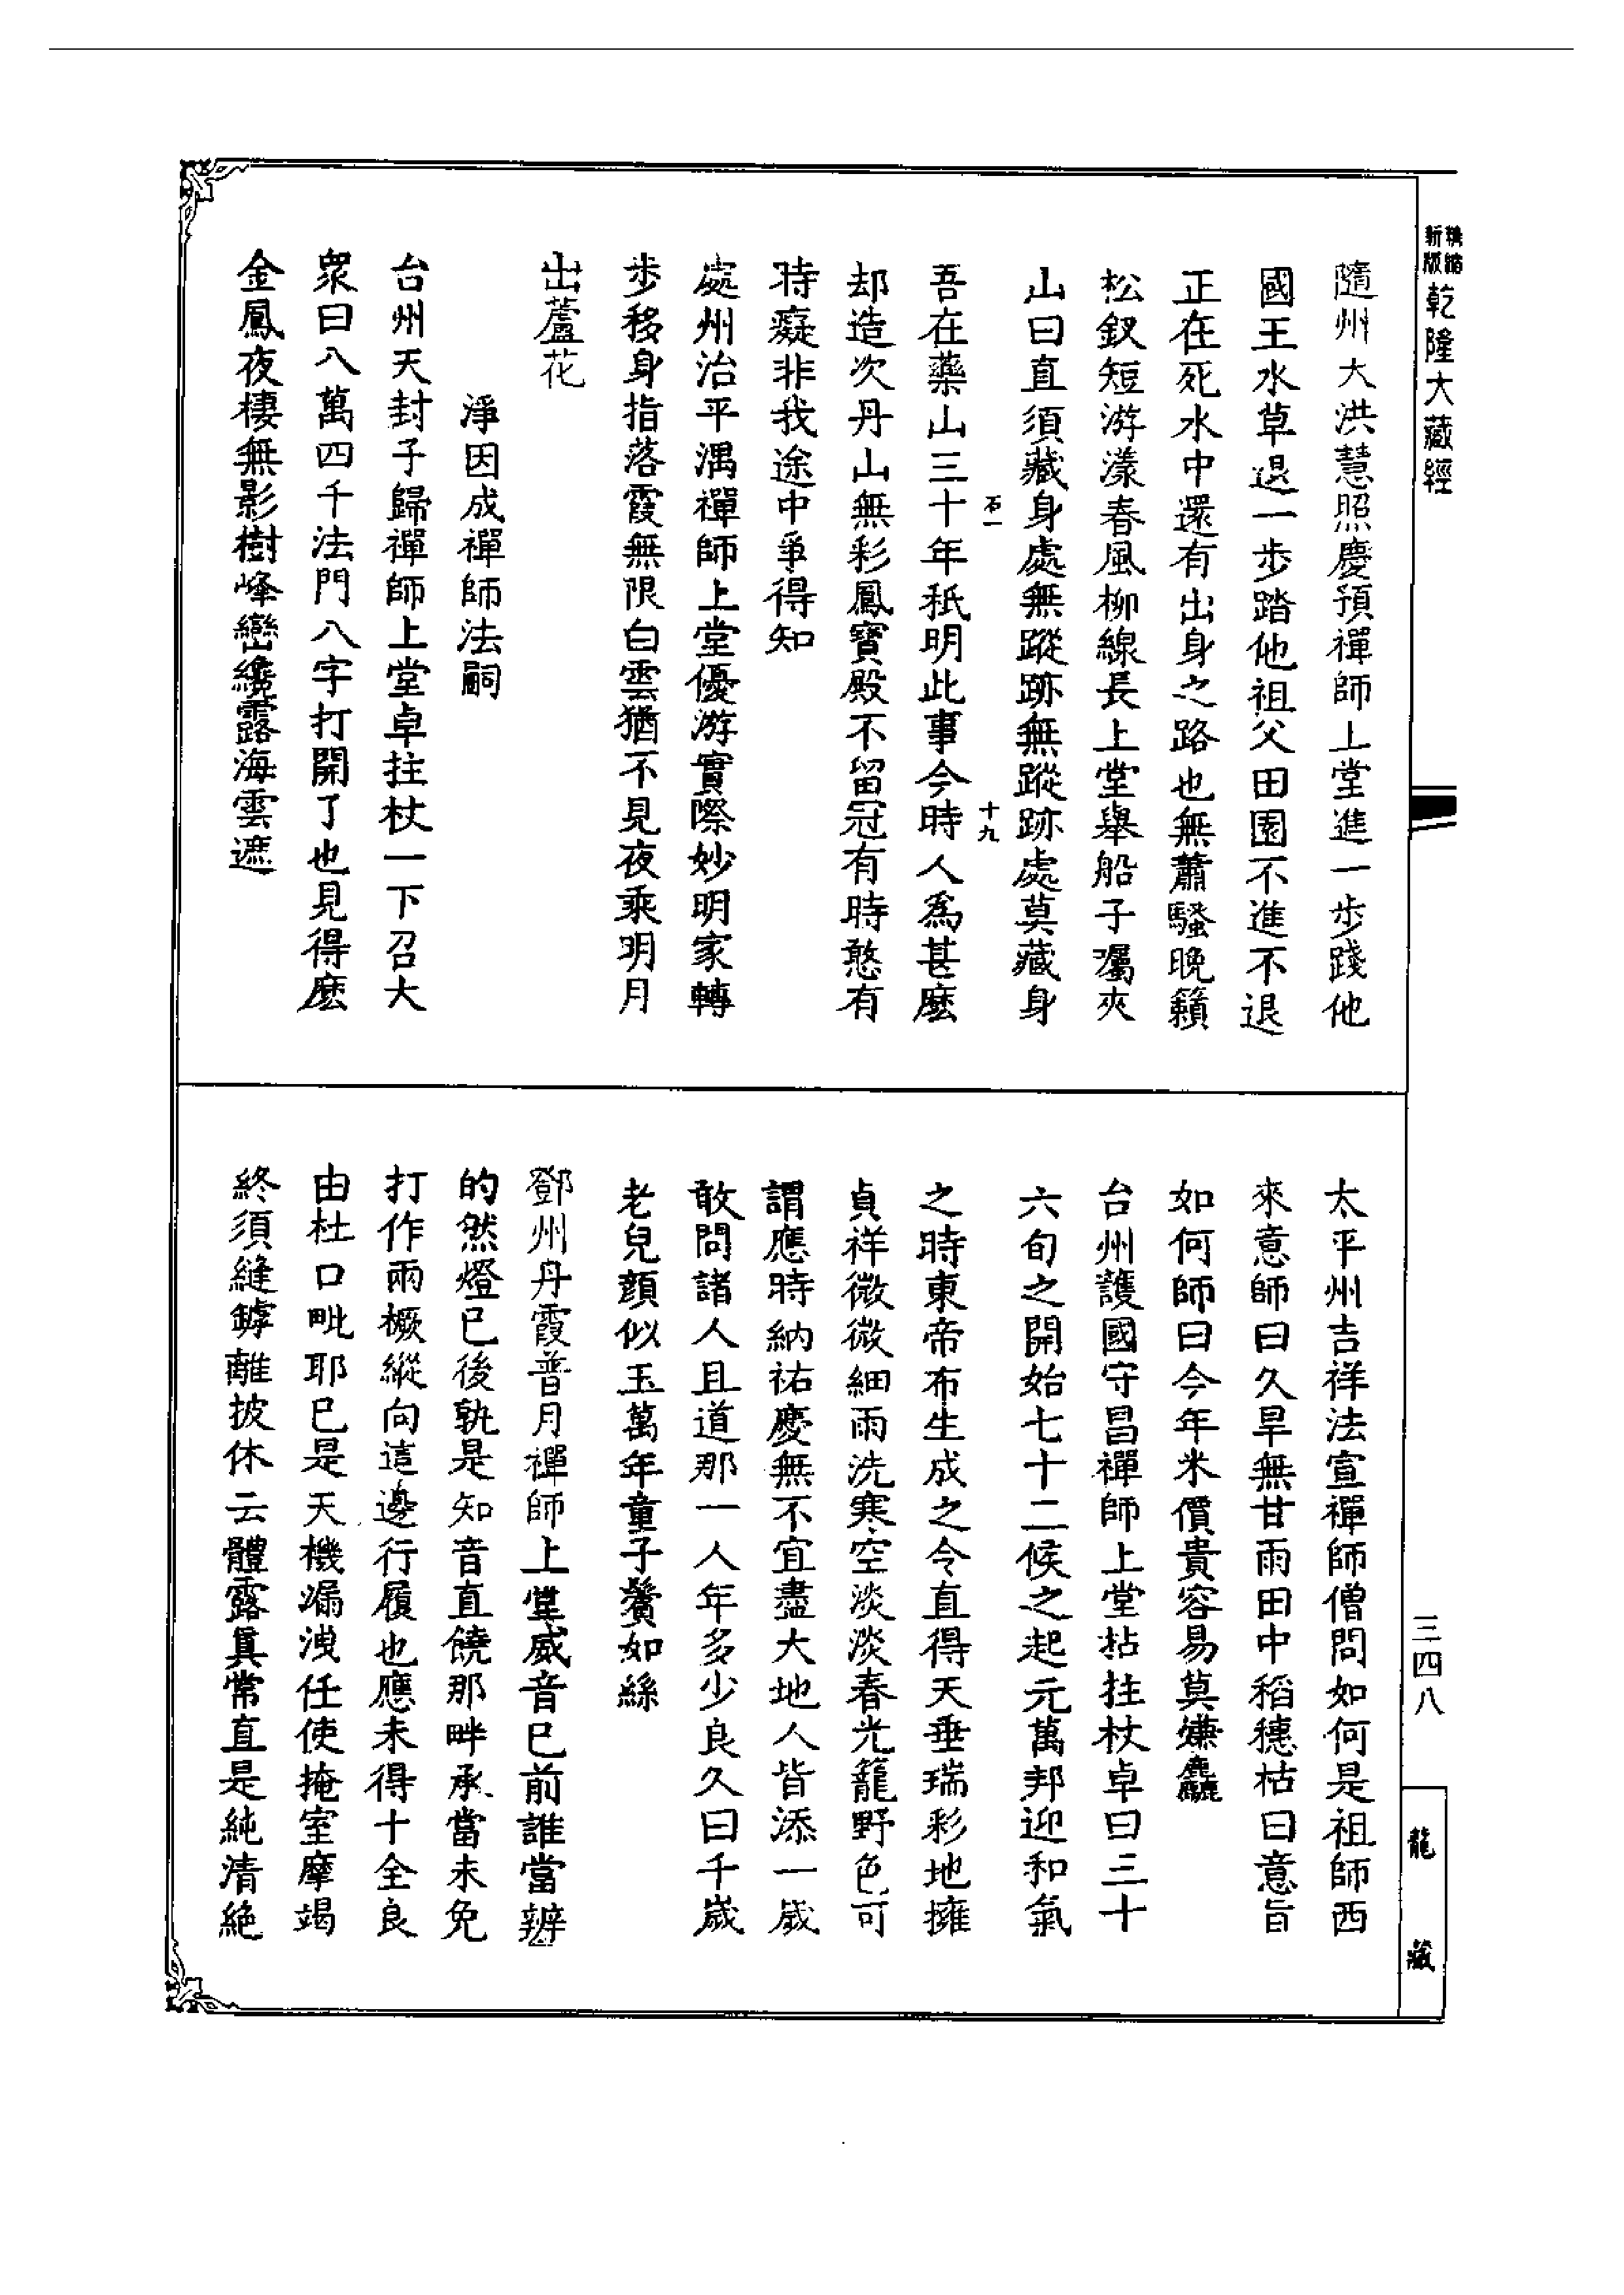 精縮新版乾隆大藏經
隨州大洪慧照慶預禪師上堂進一步踐他
國王水草退一步踏他祖父田園不進不退
正在死水中還有出身之路也無蕭騷晚籟
松釵短游漾春風柳線長上堂舉船子囑夾
山曰直須藏身處無蹤跡無蹤跡處莫藏身
石一
十九
吾在藥山三十年秖明此事今時人為甚麼
却造次丹山無彩鳳寶殿不留冠有時憨有
時癡非我途中爭得知
處州治平湡禪師上堂優游實際妙明家轉
步移身指落霞無限白雲猶不見夜乘明月
出蘆花
淨因成禪師法嗣
台州天封子歸禪師上堂卓拄杖一下召大
眾曰八萬四千法門八字打開了也見得麼
金鳳夜棲無影樹峰巒纔露海雲遮
太平州吉祥法宣禪師僧問如何是祖師西
來意師曰久旱無甘雨田中稻穗枯曰意旨
如何師曰今年米價貴容易莫嫌麤
台州護國守昌禪師上堂拈拄杖卓曰三十
六旬之開始七十二候之起元萬邦迎和氣
之時東帝布生成之令直得天垂瑞彩地擁
貞祥微微細雨洗寒空淡淡春光籠野色可
謂應時納祐慶無不宜盡大地人皆添一歲
敢問諸人且道那一人年多少良久曰千歲
老兒顏似玉萬年童子鬢如絲
鄧州丹霞普月禪師上堂威音已前誰當辨
的然燈已後孰是知音直饒那畔承當未免
打作兩橛縱向這邊行履也應未得十全良
由杜口毗耶已是天機漏洩任使掩室摩竭
終須縫罅離披休云體露真常直是純清絕
三四八
龍藏